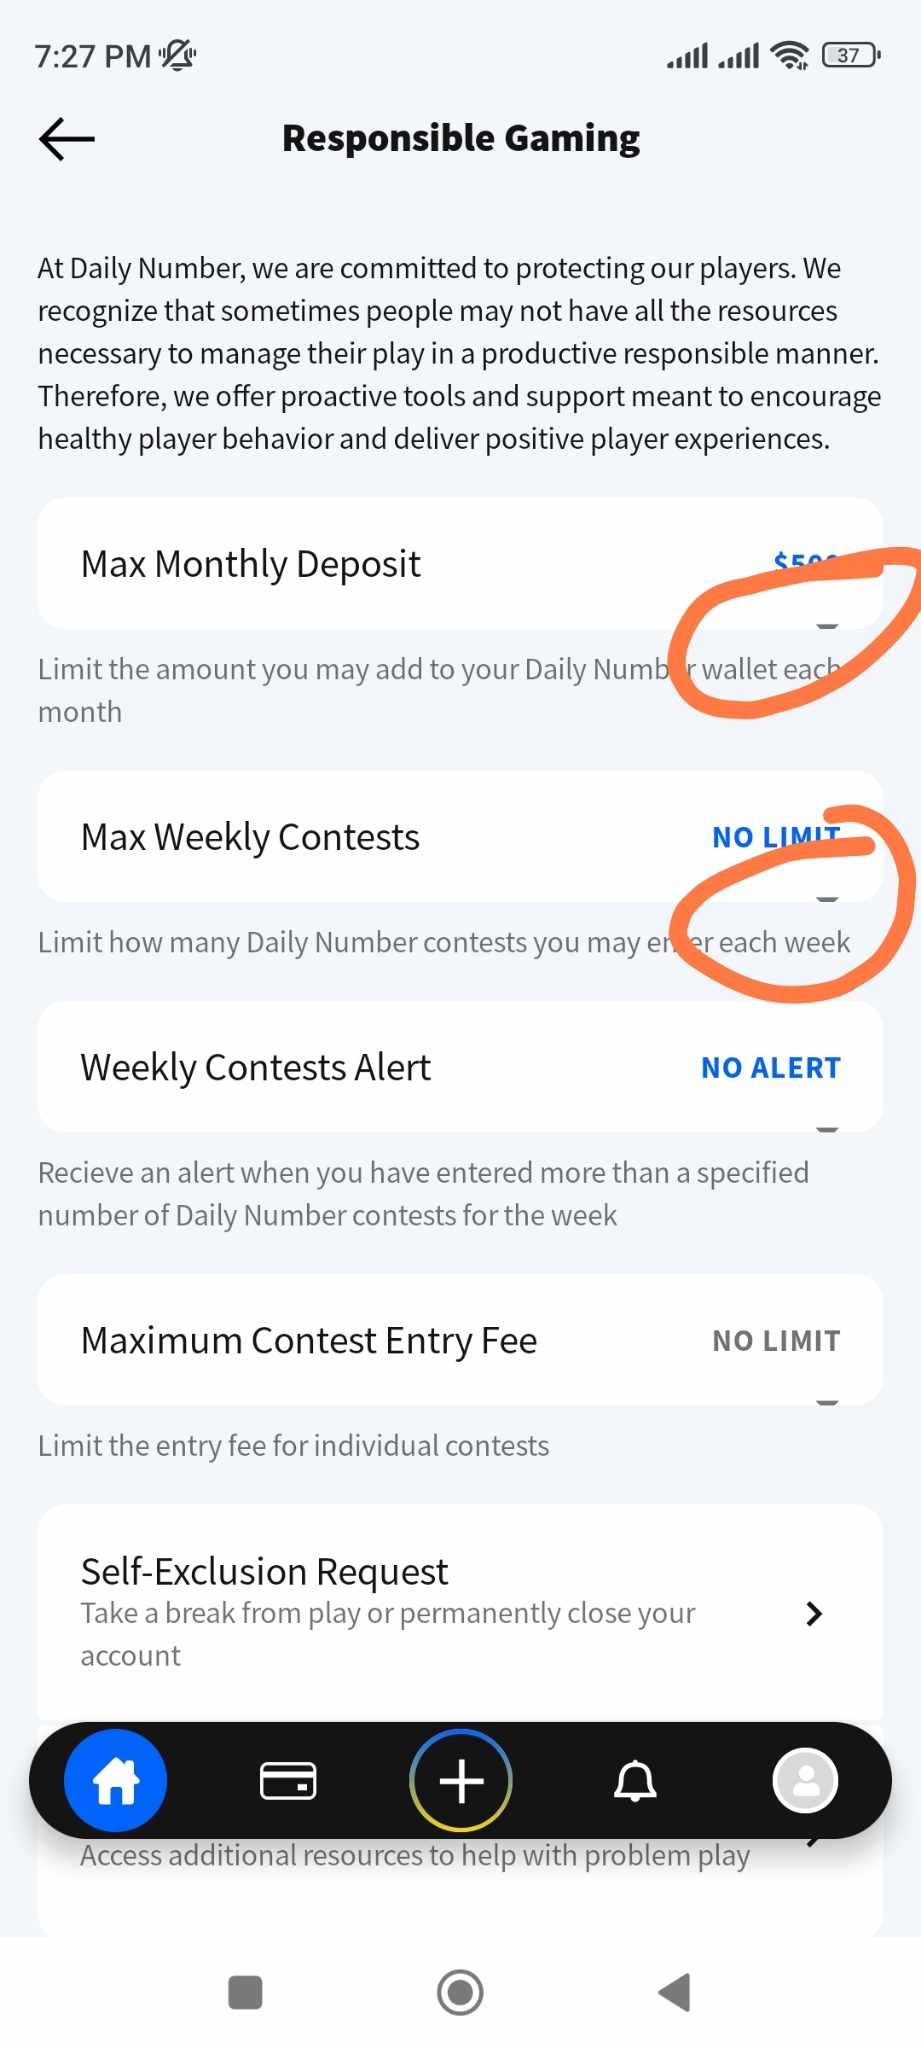 7:27 PM
37
Responsible Gaming
At Daily Number, we are committed to protecting our players. We
recognize that sometimes people may not have all the resources
necessary to manage their play in a productive responsible manner.
Therefore, we offer proactive tools and support meant to encourage
healthy player behavior and deliver positive player experiences.
Max Monthly Deposit
$500
Limit the amount you may add to your Daily Number wallet each
month
Max Weekly Contests
NO LIMIT
Limit how many Daily Number contests you may enter each week
Weekly Contests Alert
NO ALERT
Recieve an alert when you have entered more than a specified
number of Daily Number contests for the week
Maximum Contest Entry Fee
NO LIMIT
Limit the entry fee for individual contests
Self-Exclusion Request
Take a break from play or permanently close your
account
Access additional resources to help with problem play